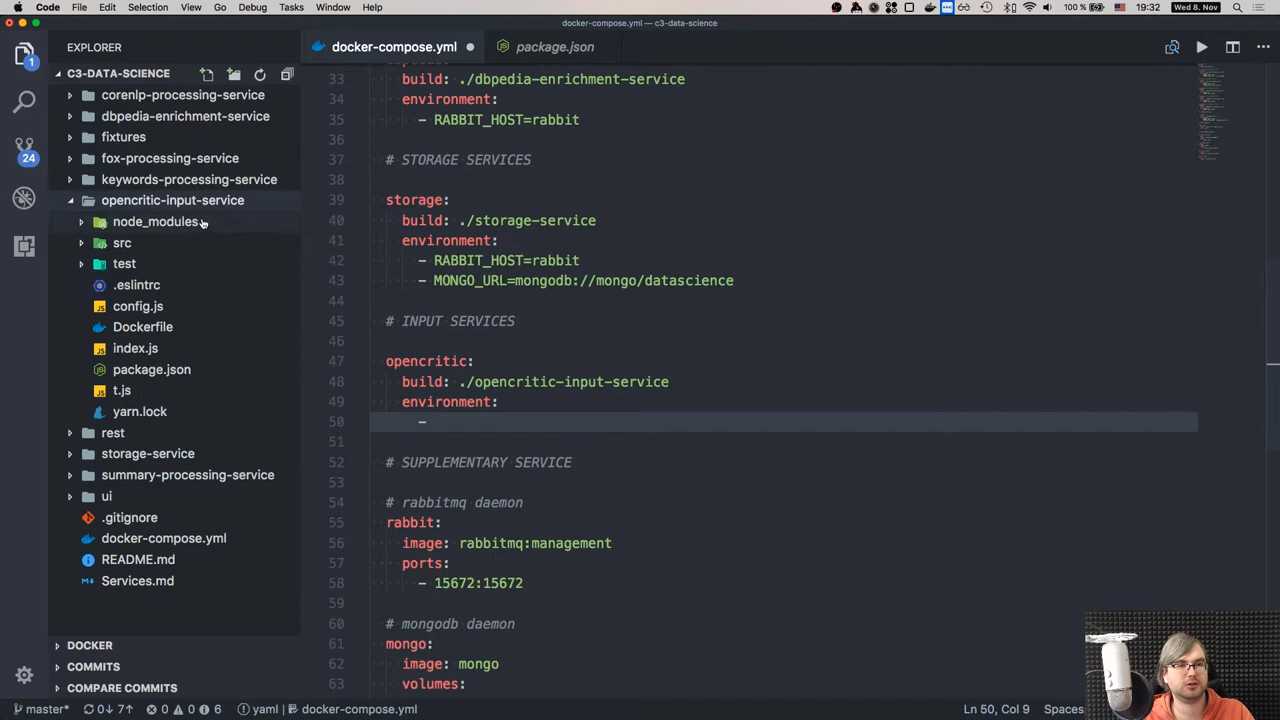 Code File Edit Selection View Go Debug Tasks Window Help
100 % 19:32 Wed 8. Nov
docker-compose.yml — c3-data-science
EXPLORER
docker-compose.yml
package.json
C3-DATA-SCIENCE
corenlp-processing-service
dbpedia-enrichment-service
fixtures
fox-processing-service
keywords-processing-service
opencritic-input-service
node_modules
src
test
.eslintrc
config.js
Dockerfile
index.js
package.json
t.js
yarn.lock
rest
storage-service
summary-processing-service
ui
.gitignore
docker-compose.yml
README.md
Services.md
DOCKER
COMMITS
COMPARE COMMITS
1
24
33 build: ./dbpedia-enrichment-service
34 environment:
35 - RABBIT_HOST=rabbit
36
37 # STORAGE SERVICES
38
39 storage:
40 build: ./storage-service
41 environment:
42 - RABBIT_HOST=rabbit
43 - MONGO_URL=mongodb://mongo/datascience
44
45 # INPUT SERVICES
46
47 opencritic:
48 build: ./opencritic-input-service
49 environment:
50 -
51
52 # SUPPLEMENTARY SERVICE
53
54 # rabbitmq daemon
55 rabbit:
56 image: rabbitmq:management
57 ports:
58 - 15672:15672
59
60 # mongodb daemon
61 mongo:
62 image: mongo
63 volumes:
master* 0↓ 7↑ 0 0 6 yaml docker-compose.yml Ln 50, Col 9 Spaces